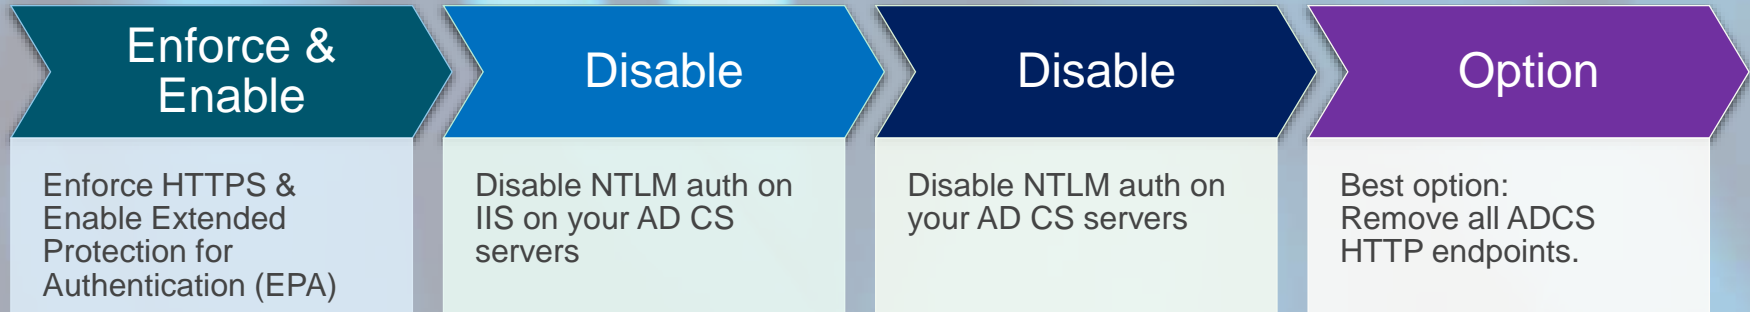 Enforce &
Enable
Enforce HTTPS &
Enable Extended
Protection for
Authentication (EPA)
Disable
Disable NTLM auth on
IIS on your AD CS
servers
Disable
Disable NTLM auth on
your AD CS servers
Option
Best option:
Remove all ADCS
HTTP endpoints.